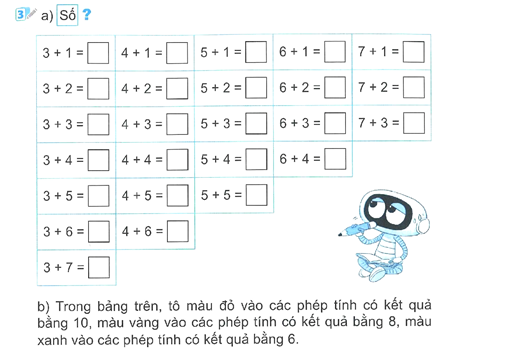 3 a) Số ?
3 + 1 = 4 + 1 = 5 + 1 = 6 + 1 = 7 + 1 =
3 + 2 = 4 + 2 = 5 + 2 = 6 + 2 = 7 + 2 =
3 + 3 = 4 + 3 = 5 + 3 = 6 + 3 = 7 + 3 =
3 + 4 = 4 + 4 = 5 + 4 = 6 + 4 =
3 + 5 = 4 + 5 = 5 + 5 =
3 + 6 = 4 + 6 =
3 + 7 =
b) Trong bảng trên, tô màu đỏ vào các phép tính có kết quả
bằng 10, màu vàng vào các phép tính có kết quả bằng 8, màu
xanh vào các phép tính có kết quả bằng 6.